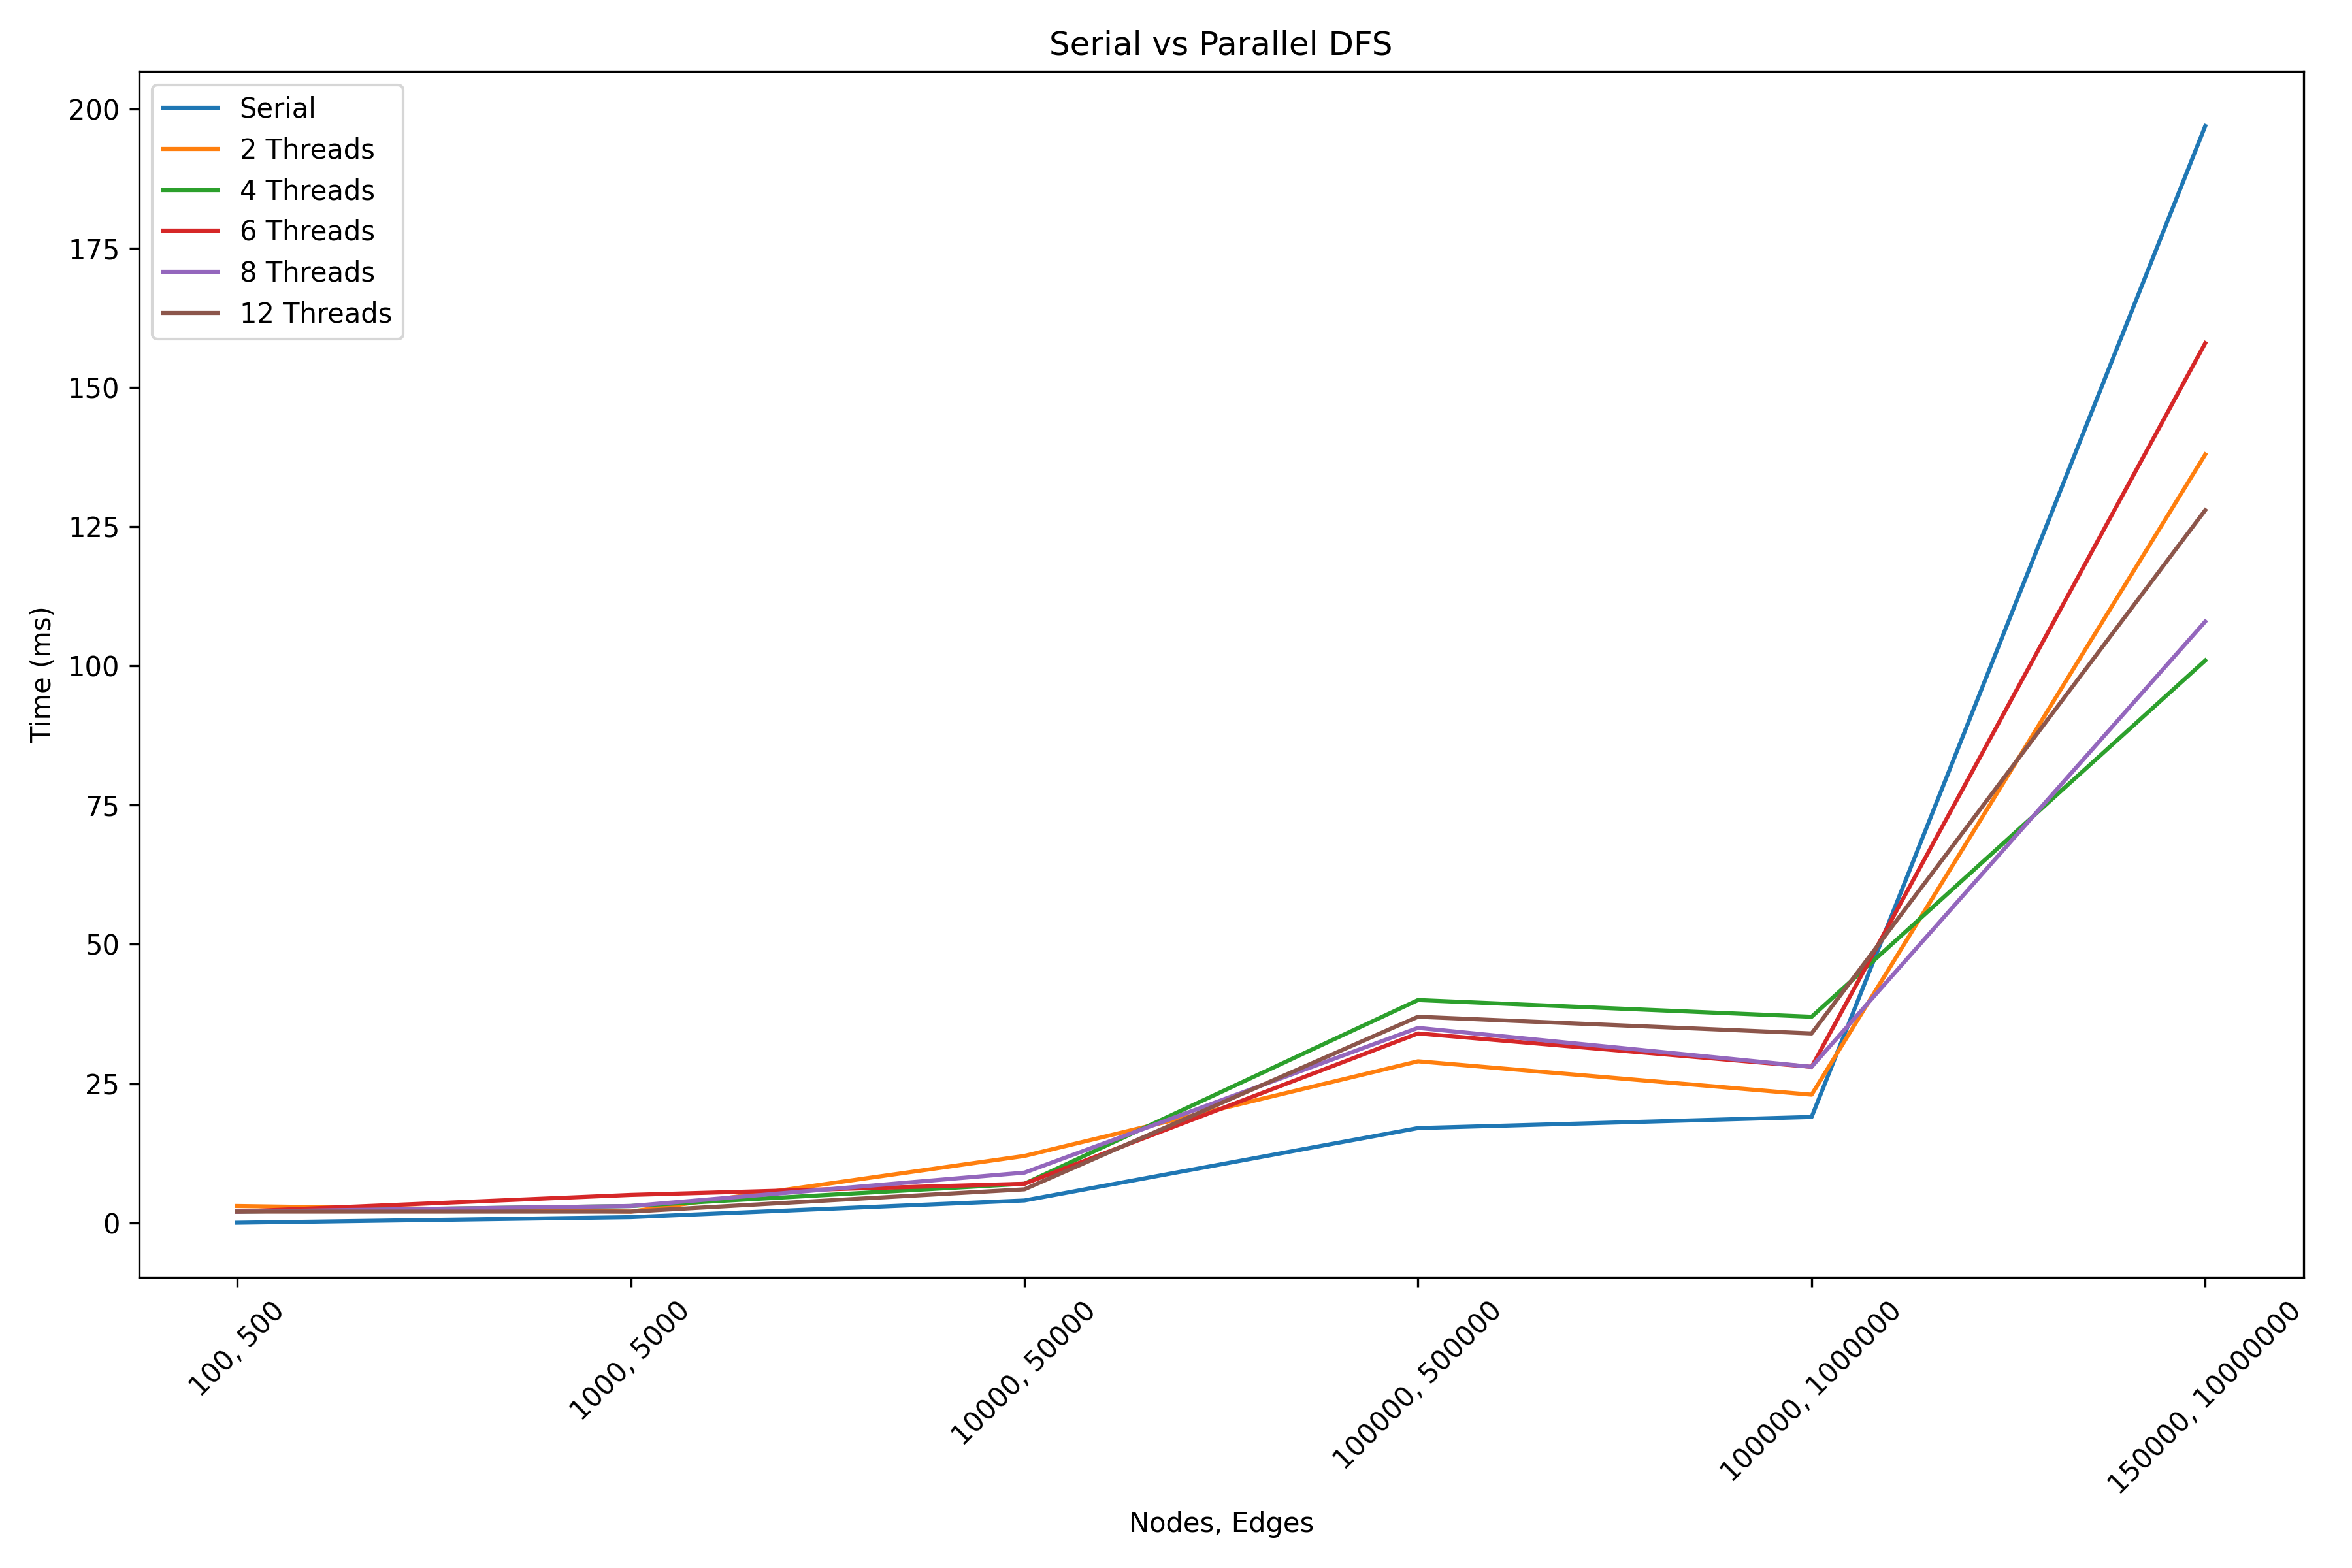 Serial vs Parallel DFS
Serial
2 Threads
4 Threads
6 Threads
8 Threads
12 Threads
200
175
150
125
100
75
50
25
0
Time (ms)
100, 500
1000, 5000
10000, 50000
100000, 500000
100000, 1000000
150000, 10000000
Nodes, Edges